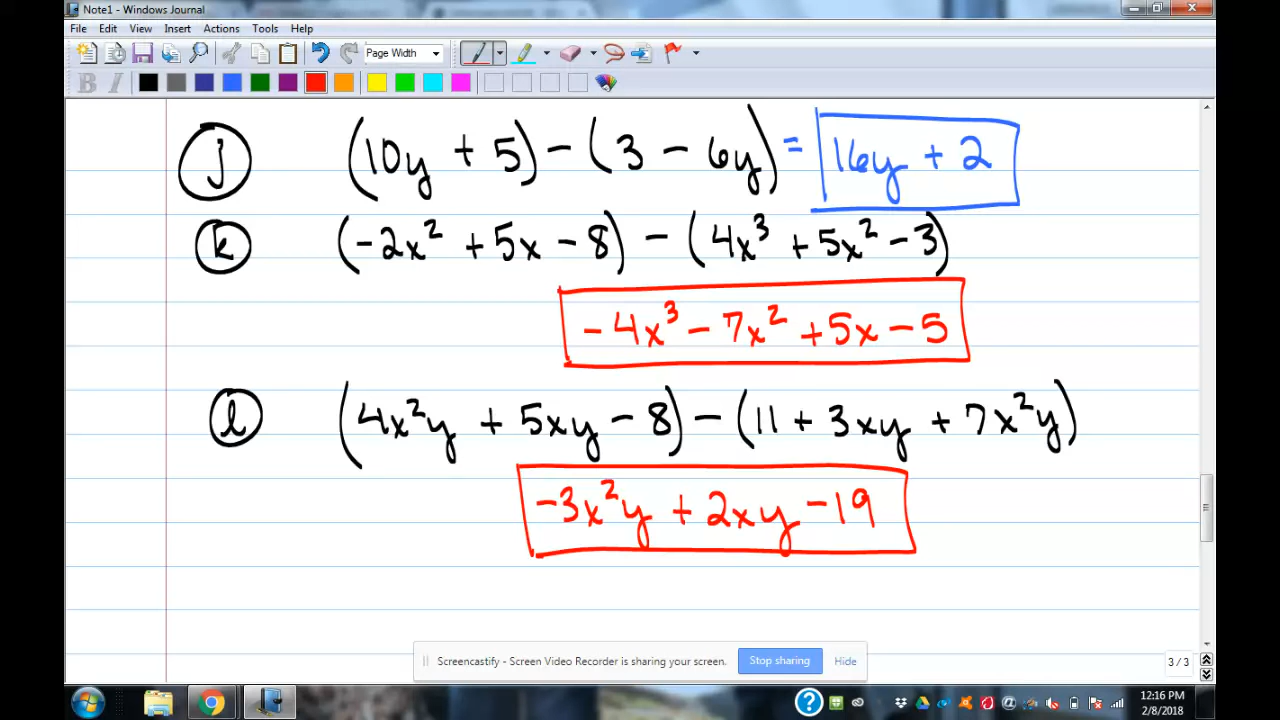 Note1 - Windows Journal
File Edit View Insert Actions Tools Help
Page Width
B I
j (10y + 5) - (3 - 6y) = 16y + 2
k (-2x² + 5x - 8) - (4x³ + 5x² - 3)
-4x³ - 7x² + 5x - 5
l (4x²y + 5xy - 8) - (11 + 3xy + 7x²y)
-3x²y + 2xy - 19
Screencastify - Screen Video Recorder is sharing your screen. Stop sharing Hide
3 / 3
12:16 PM
2/8/2018